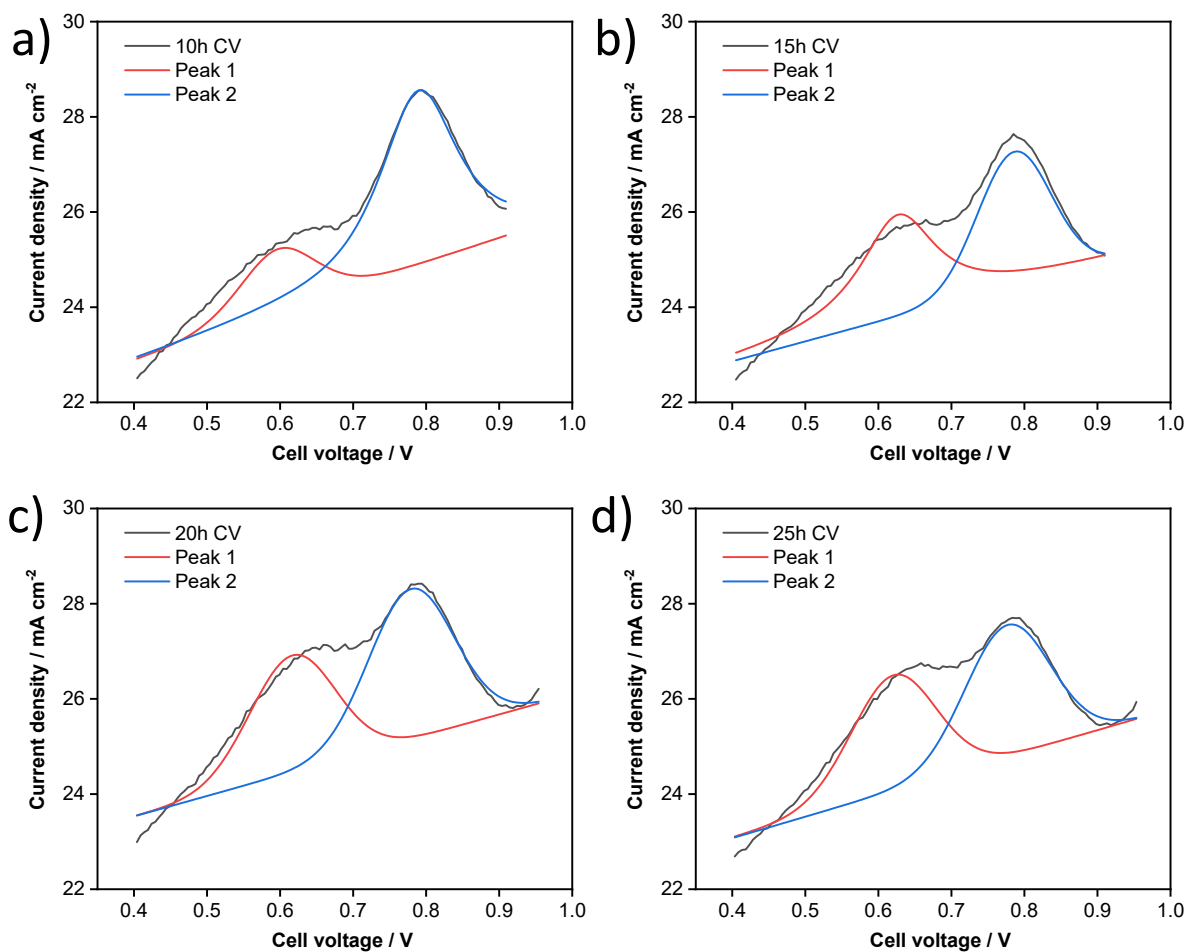 a)
10h CV
Peak 1
Peak 2
30
28
26
24
22
Current density / mA cm-2
0.4 0.5 0.6 0.7 0.8 0.9 1.0
Cell voltage / V
b)
15h CV
Peak 1
Peak 2
30
28
26
24
22
Current density / mA cm-2
0.4 0.5 0.6 0.7 0.8 0.9 1.0
Cell voltage / V
c)
20h CV
Peak 1
Peak 2
30
28
26
24
22
Current density / mA cm-2
0.4 0.5 0.6 0.7 0.8 0.9 1.0
Cell voltage / V
d)
25h CV
Peak 1
Peak 2
30
28
26
24
22
Current density / mA cm-2
0.4 0.5 0.6 0.7 0.8 0.9 1.0
Cell voltage / V